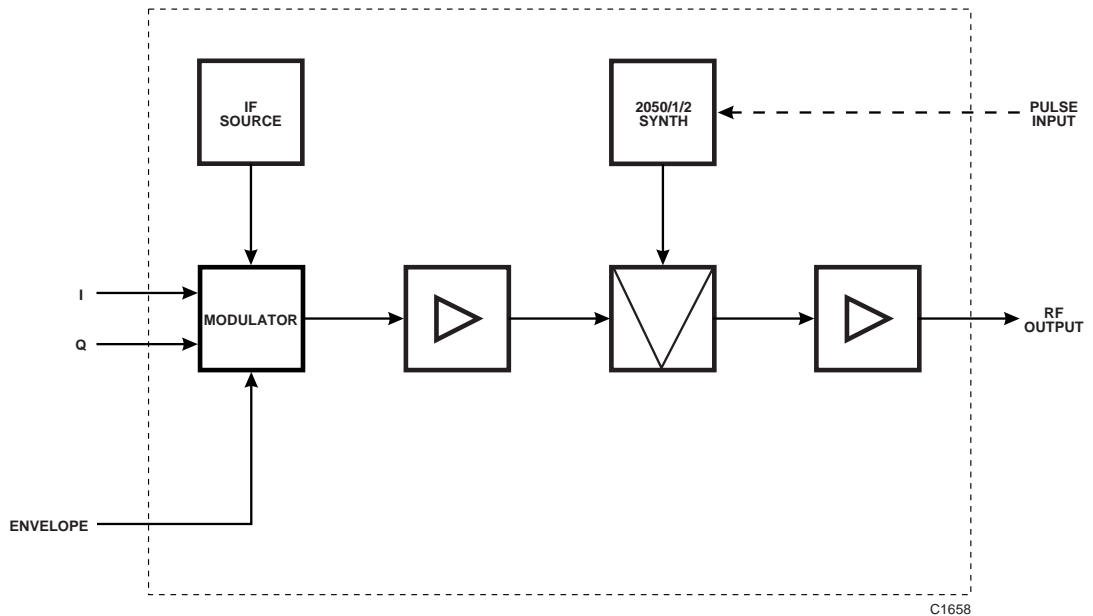 IF
SOURCE
2050/1/2
SYNTH
PULSE
INPUT
I
Q
MODULATOR
RF
OUTPUT
ENVELOPE
C1658